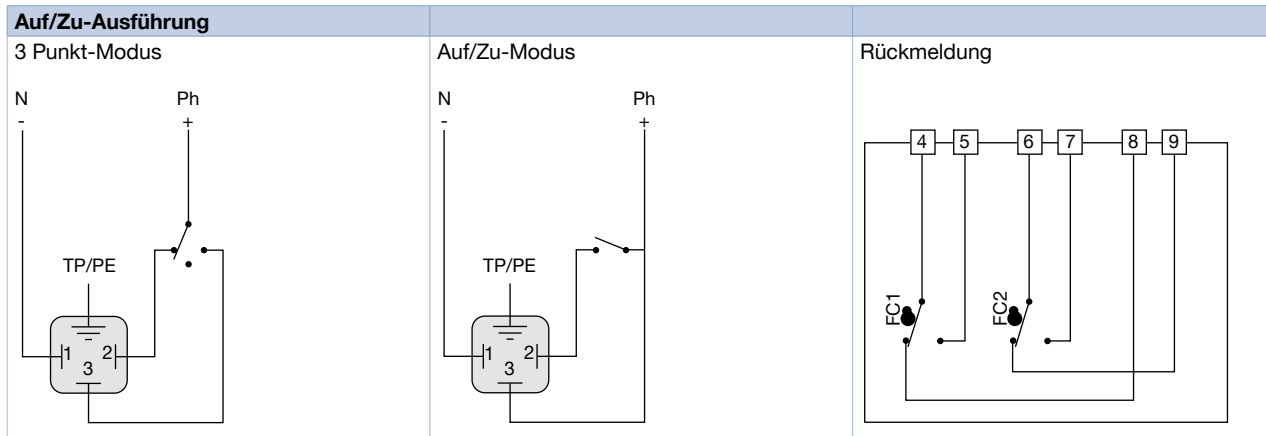 Auf/Zu-Ausführung
3 Punkt-Modus
N
Ph
-
+
TP/PE
1
2
3
Auf/Zu-Modus
N
Ph
-
+
TP/PE
1
2
3
Rückmeldung
4
5
6
7
8
9
FC1
FC2